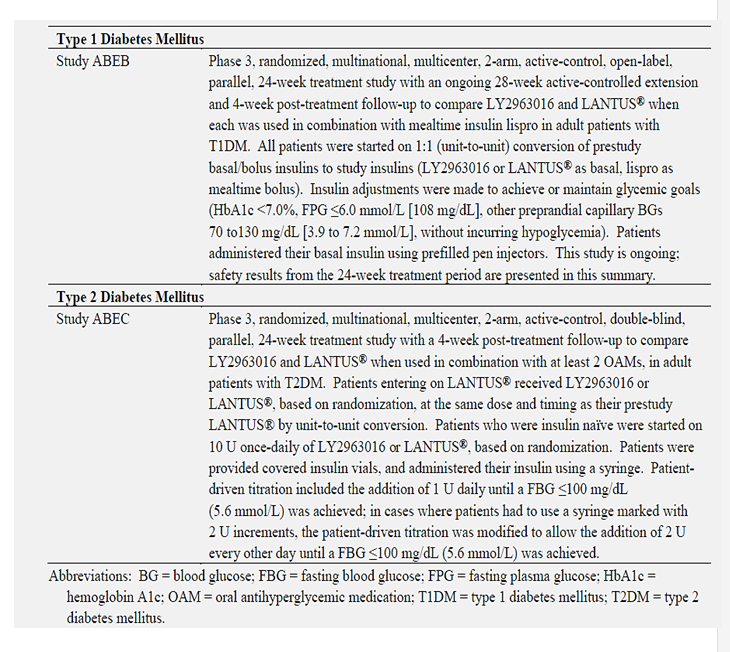 Type 1 Diabetes Mellitus
Study ABEB
Phase 3, randomized, multinational, multicenter, 2-arm, active-control, open-label,
parallel, 24-week treatment study with an ongoing 28-week active-controlled extension
and 4-week post-treatment follow-up to compare LY2963016 and LANTUS® when
each was used in combination with mealtime insulin lispro in adult patients with
T1DM. All patients were started on 1:1 (unit-to-unit) conversion of prestudy
basal/bolus insulins to study insulins (LY2963016 or LANTUS® as basal, lispro as
mealtime bolus). Insulin adjustments were made to achieve or maintain glycemic goals
(HbA1c <7.0%, FPG ≤6.0 mmol/L [108 mg/dL], other preprandial capillary BGs
70 to130 mg/dL [3.9 to 7.2 mmol/L], without incurring hypoglycemia). Patients
administered their basal insulin using prefilled pen injectors. This study is ongoing;
safety results from the 24-week treatment period are presented in this summary.
Type 2 Diabetes Mellitus
Study ABEC
Phase 3, randomized, multinational, multicenter, 2-arm, active-control, double-blind,
parallel, 24-week treatment study with a 4-week post-treatment follow-up to compare
LY2963016 and LANTUS® when used in combination with at least 2 OAMs, in adult
patients with T2DM. Patients entering on LANTUS® received LY2963016 or
LANTUS®, based on randomization, at the same dose and timing as their prestudy
LANTUS® by unit-to-unit conversion. Patients who were insulin naïve were started on
10 U once-daily of LY2963016 or LANTUS®, based on randomization. Patients were
provided covered insulin vials, and administered their insulin using a syringe. Patient-
driven titration included the addition of 1 U daily until a FBG ≤100 mg/dL
(5.6 mmol/L) was achieved; in cases where patients had to use a syringe marked with
2 U increments, the patient-driven titration was modified to allow the addition of 2 U
every other day until a FBG ≤100 mg/dL (5.6 mmol/L) was achieved.
Abbreviations: BG = blood glucose; FBG = fasting blood glucose; FPG = fasting plasma glucose; HbA1c =
hemoglobin A1c; OAM = oral antihyperglycemic medication; T1DM = type 1 diabetes mellitus; T2DM = type 2
diabetes mellitus.